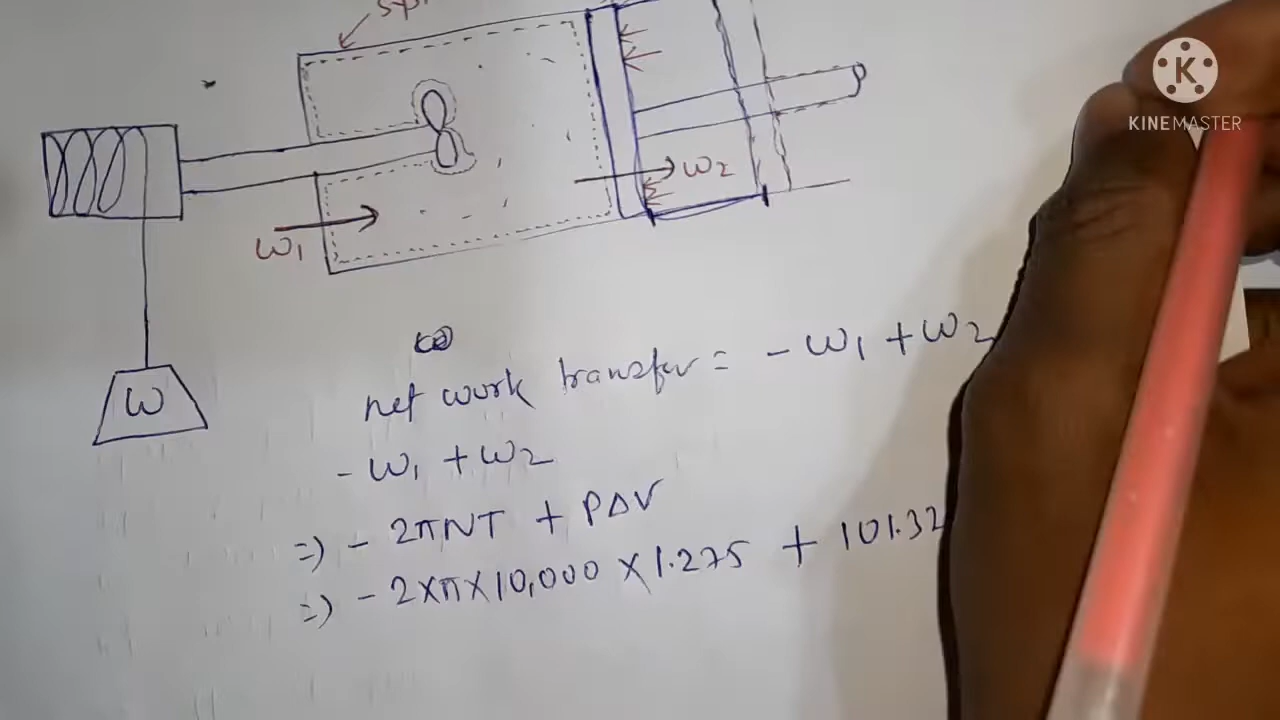 KINEMASTER
W₂
W₁
W
net work transfer = - W₁ + W₂
- W₁ + W₂
=) - 2πNT + PΔV
=) - 2×π×10,000 × 1.275 + 101.32